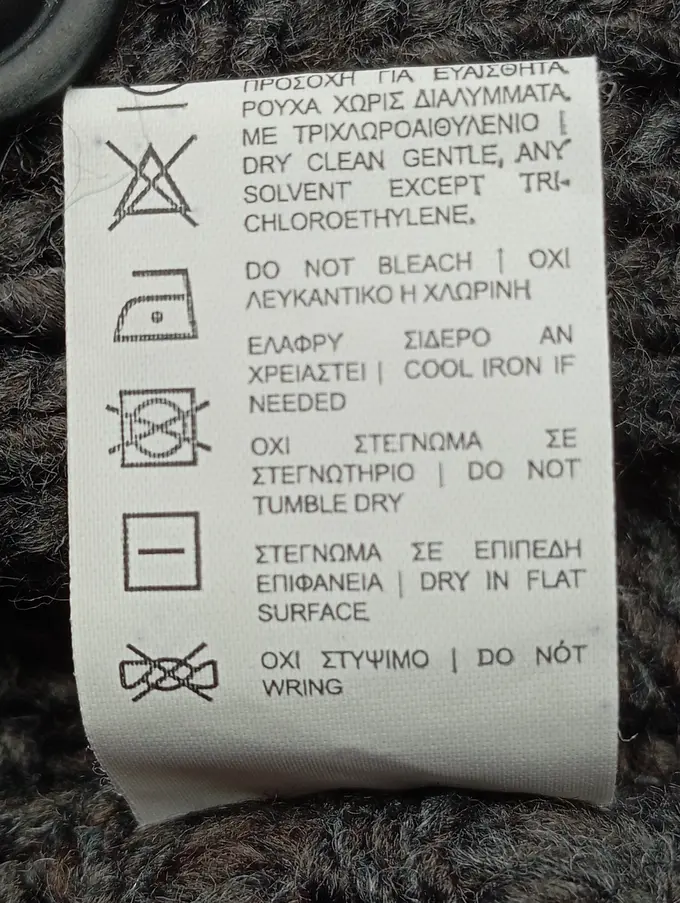 ΠΡΟΣΟΧΗ ΓΙΑ ΕΥΑΙΣΘΗΤΑ
ΡΟΥΧΑ ΧΩΡΙΣ ΔΙΑΛΥΜΜΑΤΑ
ΜΕ ΤΡΙΧΛΩΡΟΑΙΘΥΛΕΝΙΟ |
DRY CLEAN GENTLE, ANY
SOLVENT EXCEPT TRI-
CHLOROETHYLENE.
DO NOT BLEACH | ΟΧΙ
ΛΕΥΚΑΝΤΙΚΟ Η ΧΛΩΡΙΝΗ
ΕΛΑΦΡΥ ΣΙΔΕΡΟ ΑΝ
ΧΡΕΙΑΣΤΕΙ | COOL IRON IF
NEEDED
ΟΧΙ ΣΤΕΓΝΩΜΑ ΣΕ
ΣΤΕΓΝΩΤΗΡΙΟ | DO NOT
TUMBLE DRY
ΣΤΕΓΝΩΜΑ ΣΕ ΕΠΙΠΕΔΗ
ΕΠΙΦΑΝΕΙΑ | DRY IN FLAT
SURFACE
ΟΧΙ ΣΤΥΨΙΜΟ | DO NOT
WRING